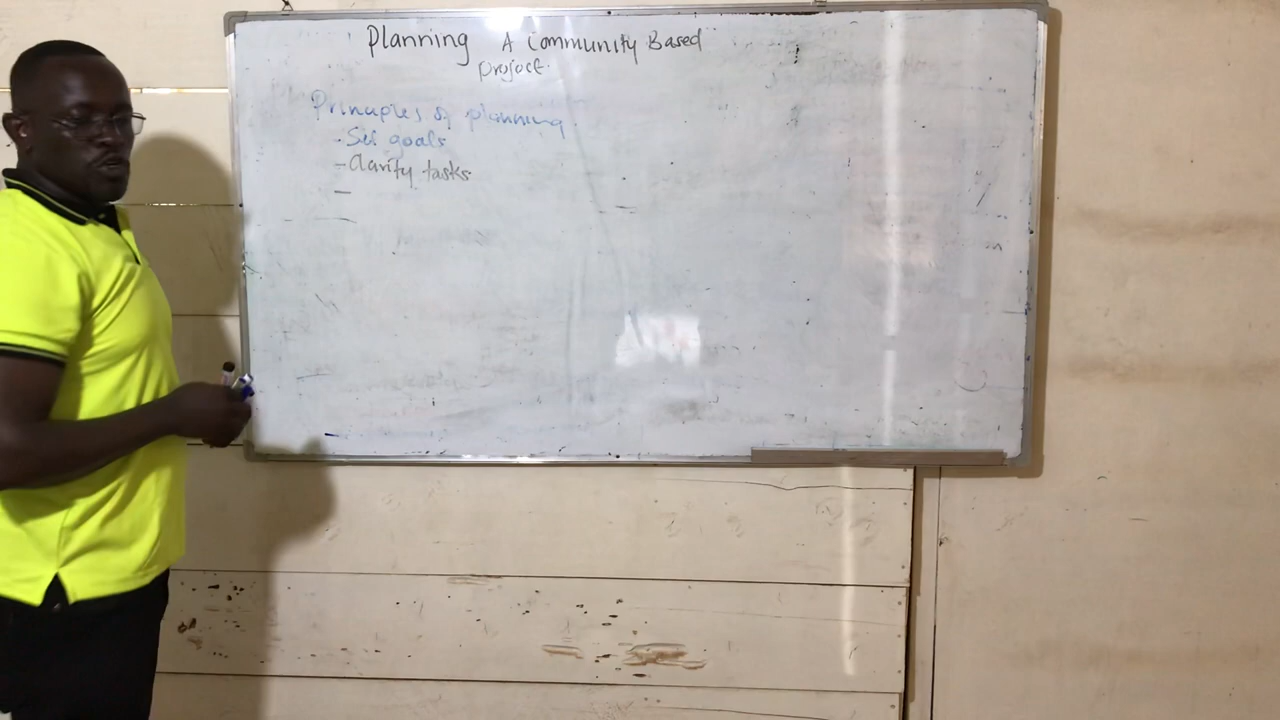 Planning A Community Based
project.
Principles of planning
- Set goals
- Clarity tasks
-